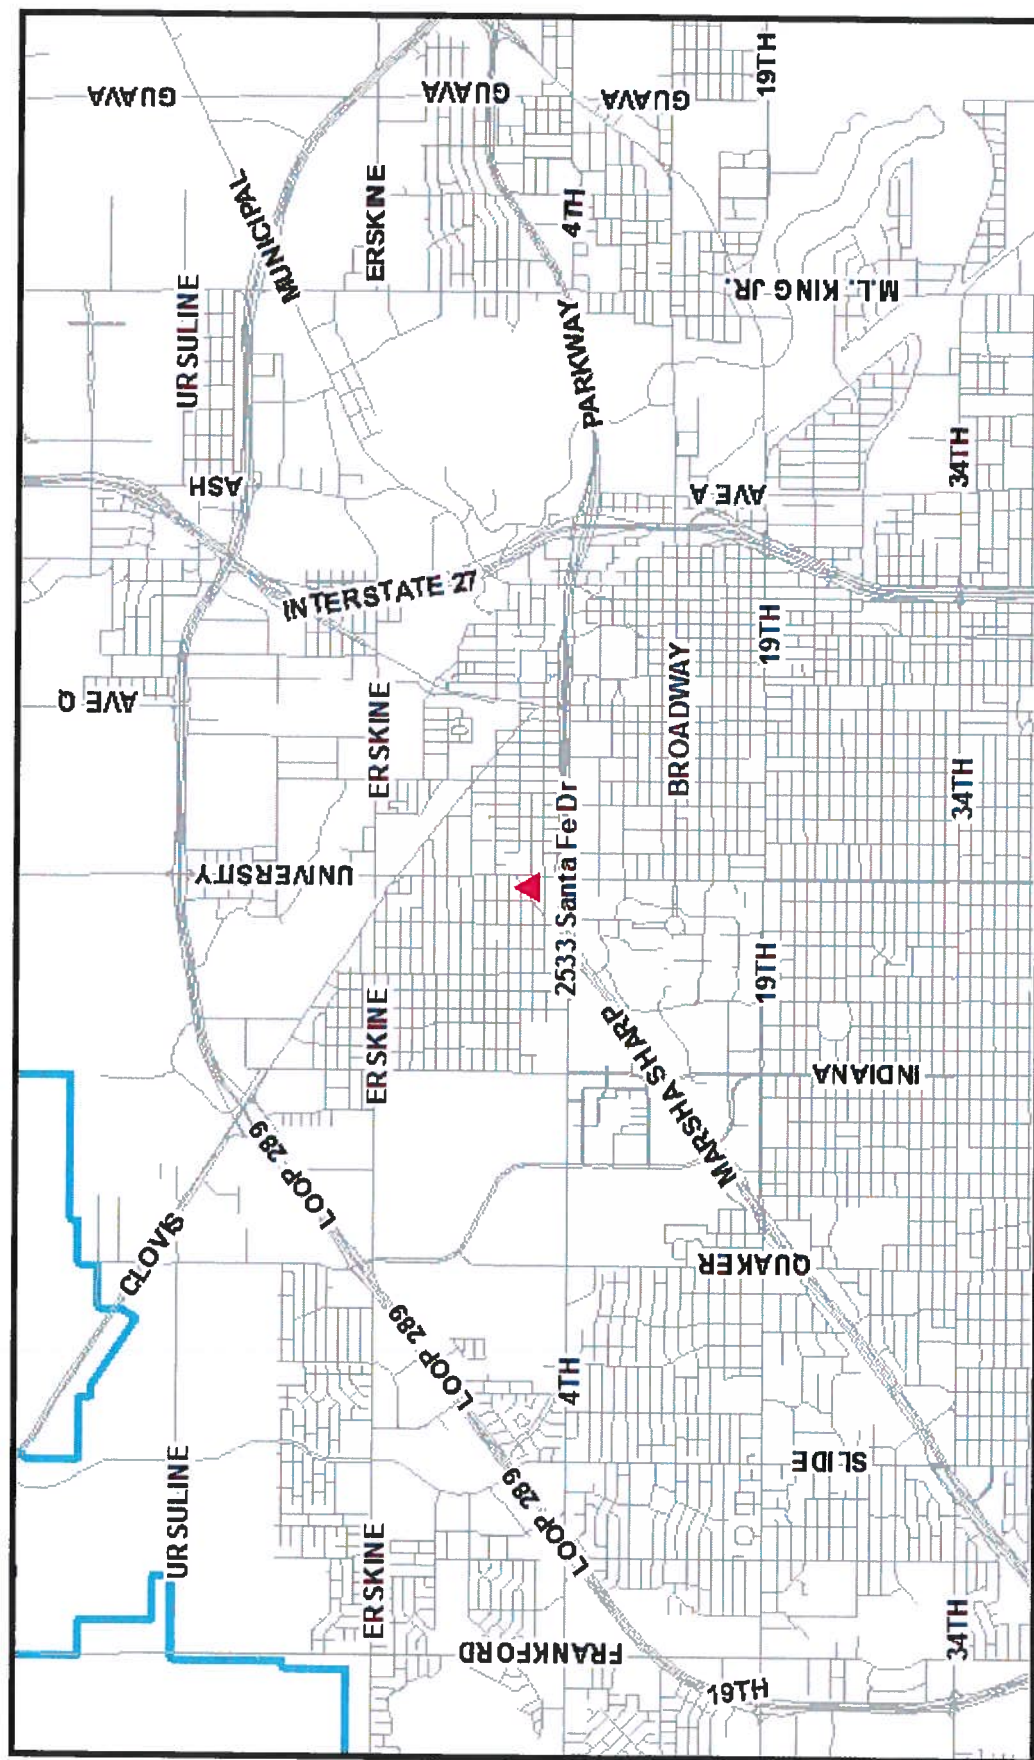 GUAVA
AVE Q
CLOVIS
URSULINE
URSULINE
ASH
MUNICIPAL
UNIVERSITY
LOOP 289
ERSKINE
ERSKINE
ERSKINE
ERSKINE
INTERSTATE 27
LOOP 289
GUAVA
LOOP 289
FRANKFORD
4TH
2533 Santa Fe Dr
PARKWAY
4TH
GUAVA
MARSHA SHARP
BROADWAY
AVE A
19TH
QUAKER
19TH
19TH
19TH
M.L. KING JR.
SLIDE
INDIANA
34TH
34TH
34TH